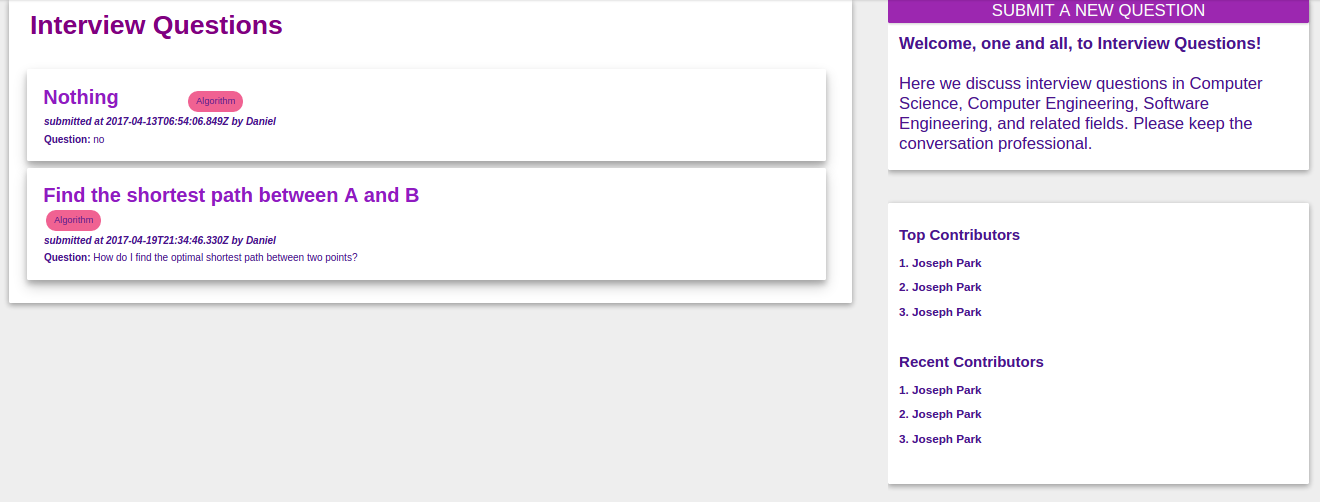 Interview Questions
Nothing Algorithm
submitted at 2017-04-13T06:54:06.849Z by Daniel
Question: no
Find the shortest path between A and B
Algorithm
submitted at 2017-04-19T21:34:46.330Z by Daniel
Question: How do I find the optimal shortest path between two points?
SUBMIT A NEW QUESTION
Welcome, one and all, to Interview Questions!
Here we discuss interview questions in Computer
Science, Computer Engineering, Software
Engineering, and related fields. Please keep the
conversation professional.
Top Contributors
1. Joseph Park
2. Joseph Park
3. Joseph Park
Recent Contributors
1. Joseph Park
2. Joseph Park
3. Joseph Park